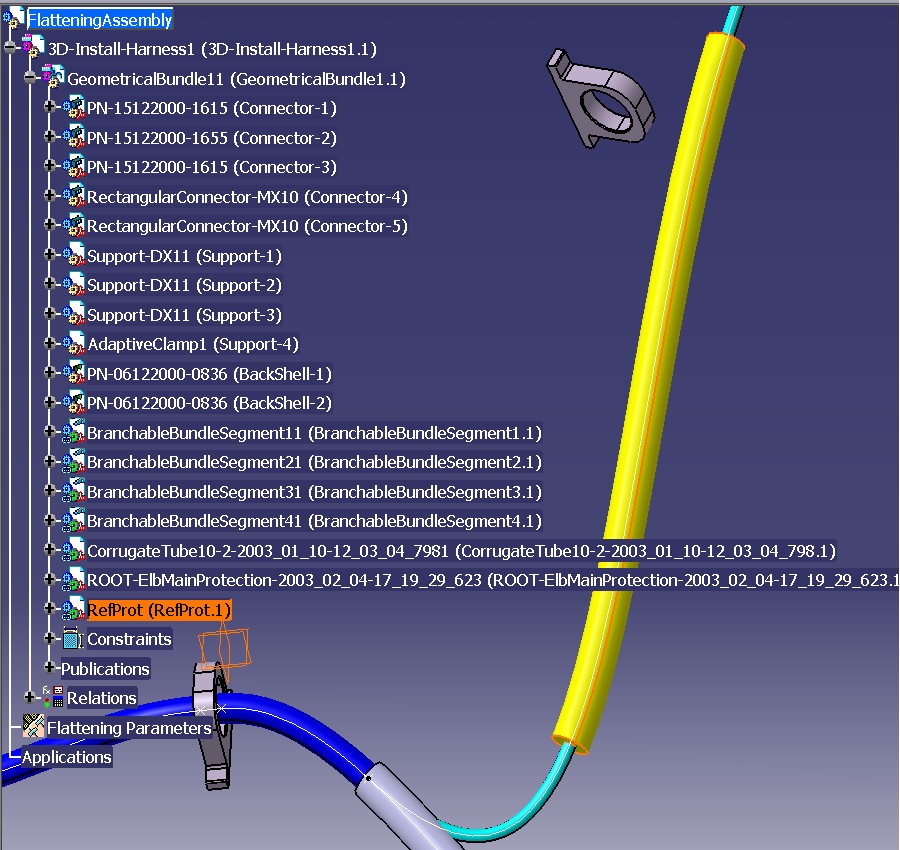 FlatteningAssembly
3D-Install-Harness1 (3D-Install-Harness1.1)
GeometricalBundle11 (GeometricalBundle1.1)
PN-15122000-1615 (Connector-1)
PN-15122000-1655 (Connector-2)
PN-15122000-1615 (Connector-3)
RectangularConnector-MX10 (Connector-4)
RectangularConnector-MX10 (Connector-5)
Support-DX11 (Support-1)
Support-DX11 (Support-2)
Support-DX11 (Support-3)
AdaptiveClamp1 (Support-4)
PN-06122000-0836 (BackShell-1)
PN-06122000-0836 (BackShell-2)
BranchableBundleSegment11 (BranchableBundleSegment1.1)
BranchableBundleSegment21 (BranchableBundleSegment2.1)
BranchableBundleSegment31 (BranchableBundleSegment3.1)
BranchableBundleSegment41 (BranchableBundleSegment4.1)
CorrugateTube10-2-2003_01_10-12_03_04_7981 (CorrugateTube10-2-2003_01_10-12_03_04_798.1)
ROOT-ElbMainProtection-2003_02_04-17_19_29_623 (ROOT-ElbMainProtection-2003_02_04-17_19_29_623.1
RefProt (RefProt.1)
Constraints
Publications
Relations
Flattening Parameters
Applications